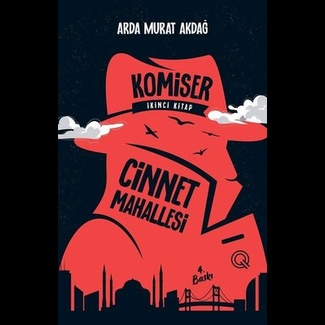 ARDA MURAT AKDAĞ
KOMİSER
İKİNCİ KİTAP
CİNNET
MAHALLESİ
4.
Baskı